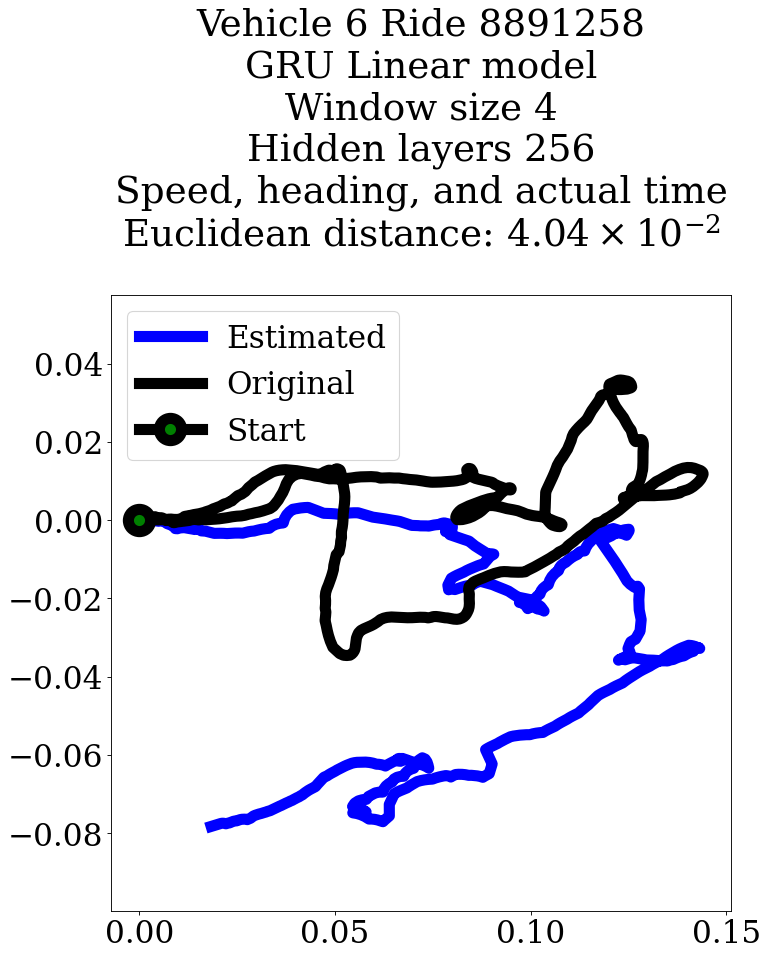 Vehicle 6 Ride 8891258
GRU Linear model
Window size 4
Hidden layers 256
Speed, heading, and actual time
Euclidean distance: 4.04 × 10⁻²
Estimated
Original
Start
0.04
0.02
0.00
−0.02
−0.04
−0.06
−0.08
0.00 0.05 0.10 0.15